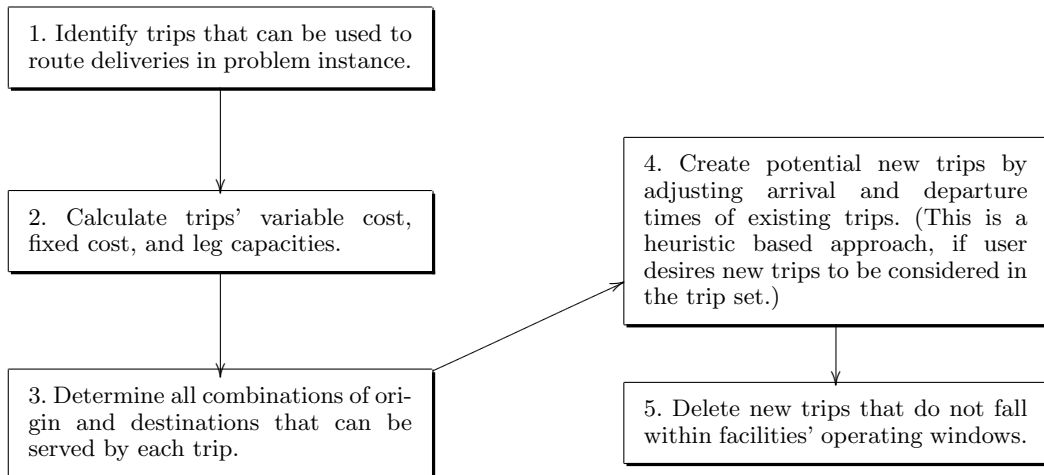 1. Identify trips that can be used to
route deliveries in problem instance.
2. Calculate trips' variable cost,
fixed cost, and leg capacities.
3. Determine all combinations of ori-
gin and destinations that can be
served by each trip.
4. Create potential new trips by
adjusting arrival and departure
times of existing trips. (This is a
heuristic based approach, if user
desires new trips to be considered in
the trip set.)
5. Delete new trips that do not fall
within facilities' operating windows.